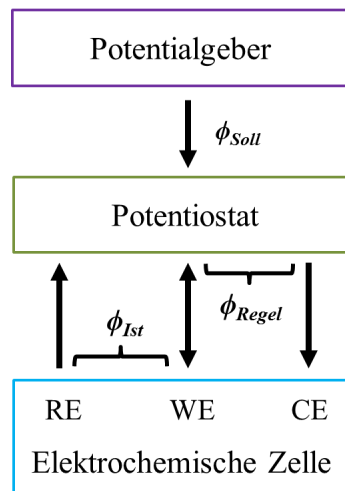 Potentialgeber
ϕSoll
Potentiostat
ϕIst
ϕRegel
RE WE CE
Elektrochemische Zelle